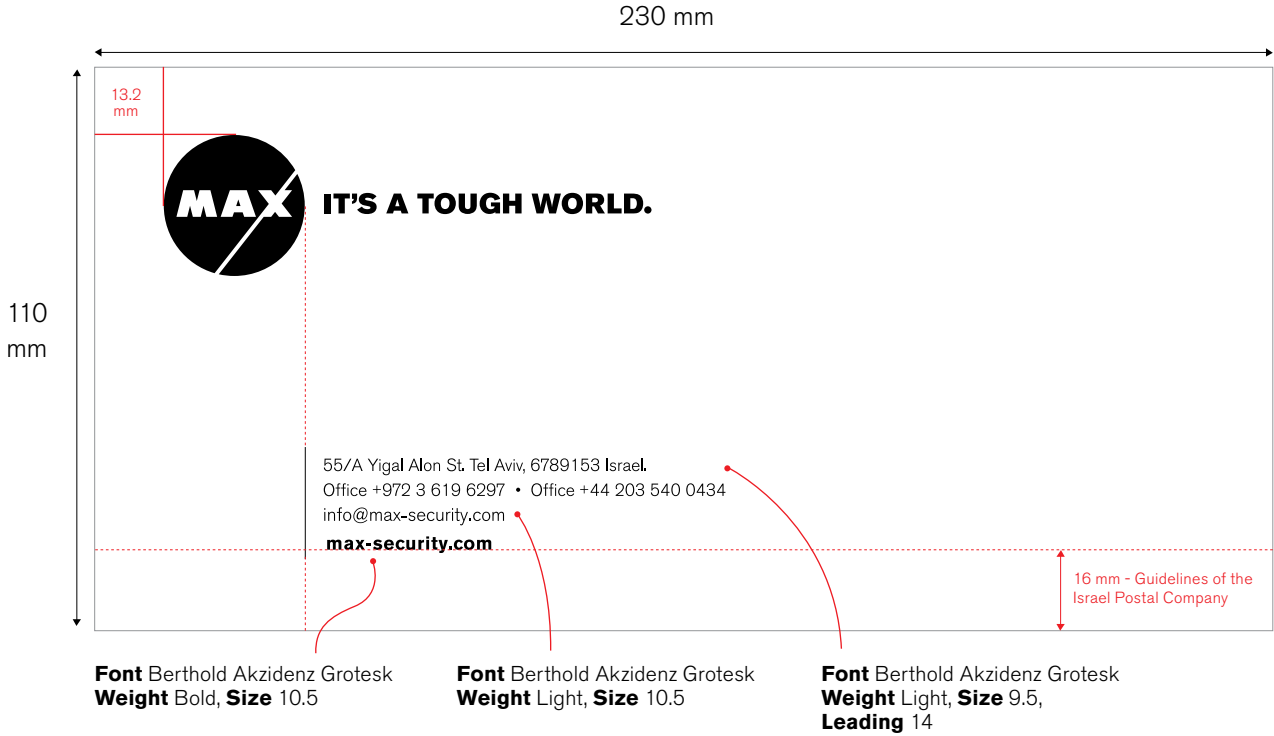 230 mm
13.2
mm
MAX
IT'S A TOUGH WORLD.
110
mm
55/A Yigal Alon St. Tel Aviv, 6789153 Israel.
Office +972 3 619 6297 • Office +44 203 540 0434
info@max-security.com
max-security.com
16 mm - Guidelines of the
Israel Postal Company
Font Berthold Akzidenz Grotesk
Weight Bold, Size 10.5
Font Berthold Akzidenz Grotesk
Weight Light, Size 10.5
Font Berthold Akzidenz Grotesk
Weight Light, Size 9.5,
Leading 14